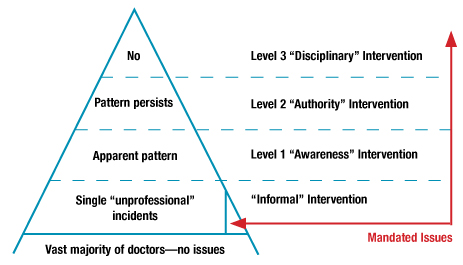 No
Level 3 “Disciplinary” Intervention
Pattern persists
Level 2 “Authority” Intervention
Apparent pattern
Level 1 “Awareness” Intervention
Single “unprofessional”
incidents
“Informal” Intervention
Mandated Issues
Vast majority of doctors—no issues